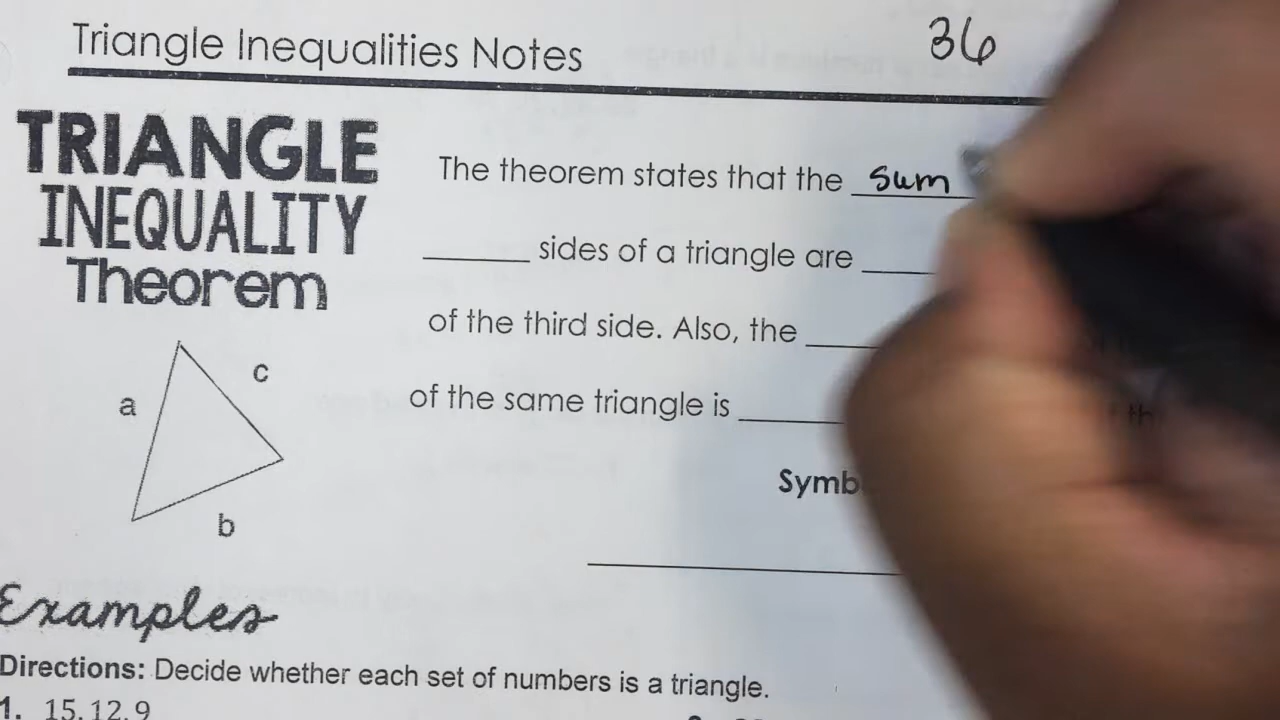 Triangle Inequalities Notes 36
TRIANGLE
INEQUALITY
Theorem
The theorem states that the sum
sides of a triangle are
of the third side. Also, the
of the same triangle is
a
c
b
Symb
Examples
Directions: Decide whether each set of numbers is a triangle.
1. 15, 12, 9